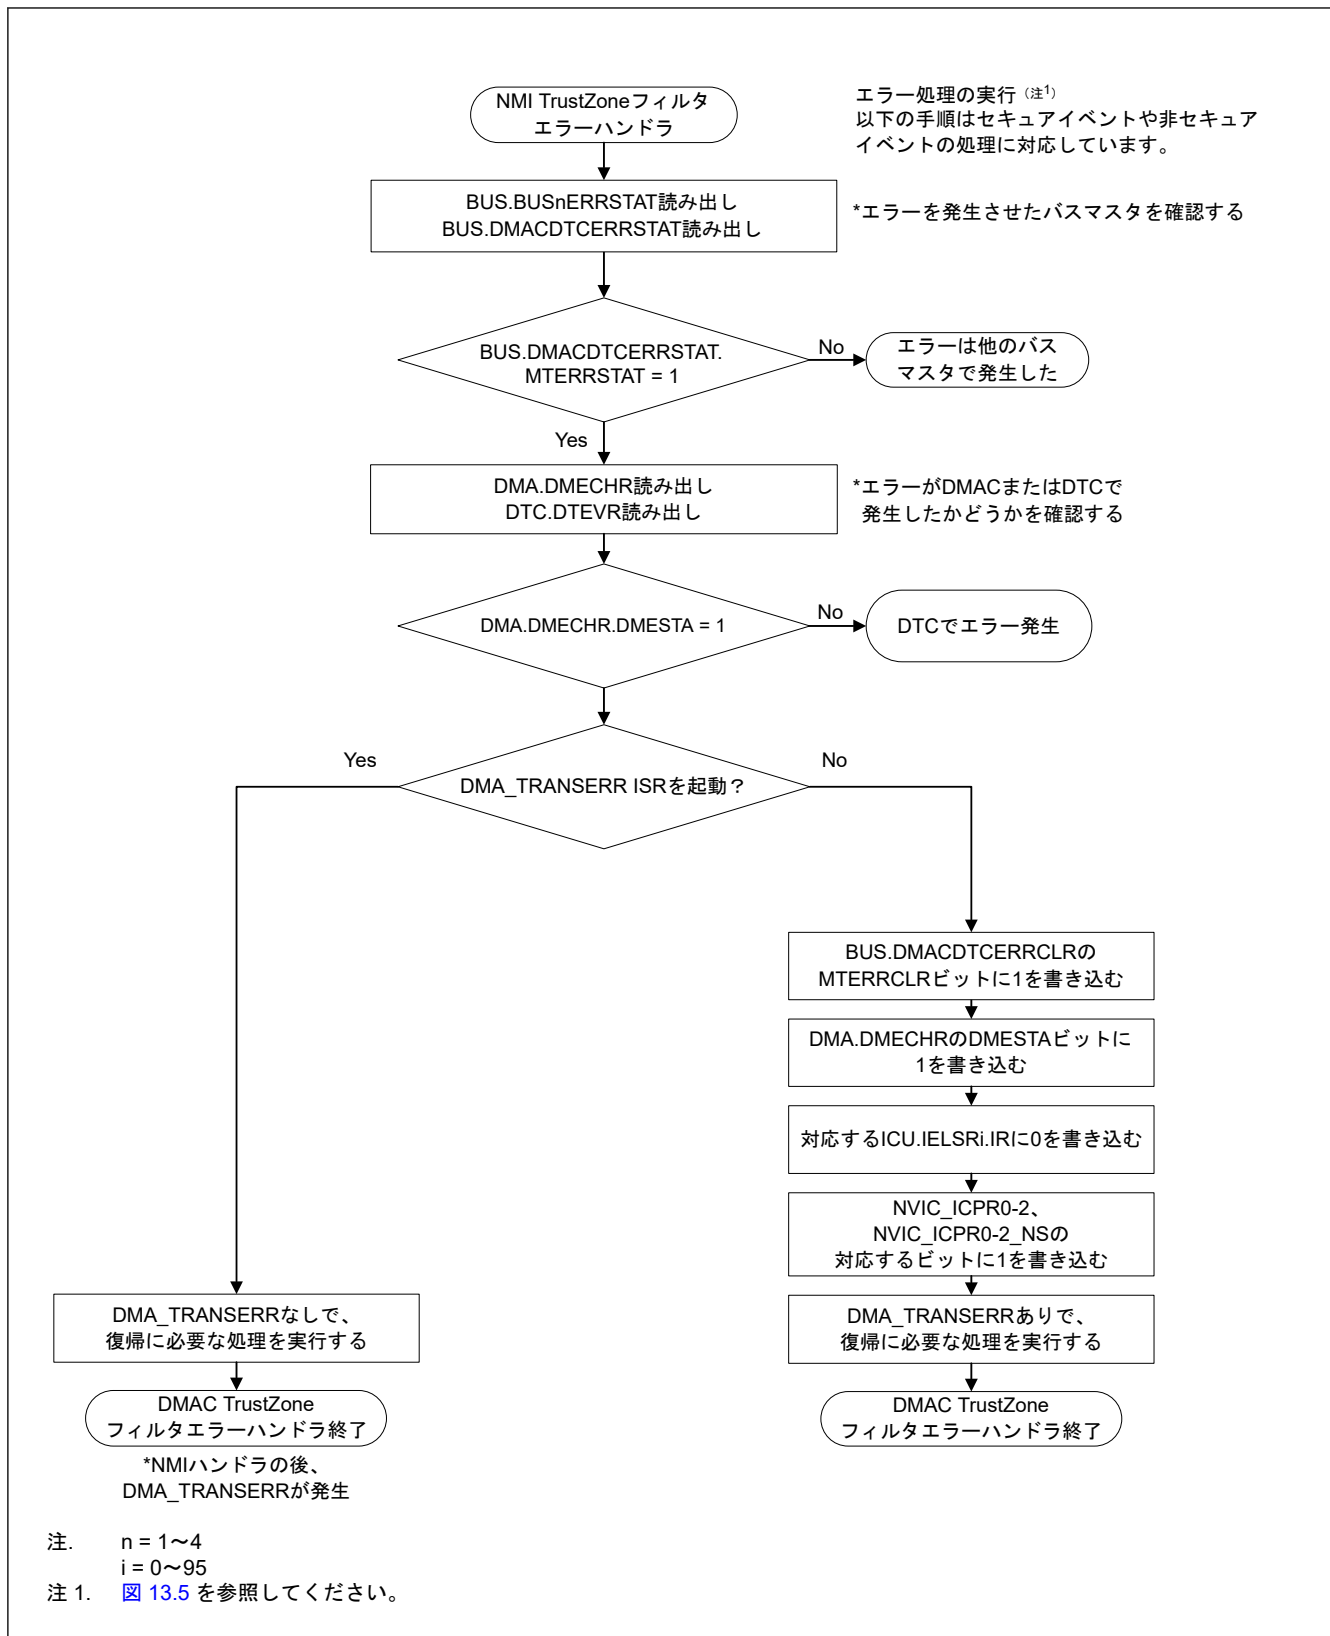 NMI TrustZoneフィルタ
エラーハンドラ
エラー処理の実行（注1）
以下の手順はセキュアイベントや非セキュア
イベントの処理に対応しています。
BUS.BUSnERRSTAT読み出し
BUS.DMACDTCERRSTAT読み出し
*エラーを発生させたバスマスタを確認する
BUS.DMACDTCERRSTAT.
MTERRSTAT = 1
No
エラーは他のバス
マスタで発生した
Yes
DMA.DMECHR読み出し
DTC.DTEVR読み出し
*エラーがDMACまたはDTCで
発生したかどうかを確認する
DMA.DMECHR.DMESTA = 1
No
DTCでエラー発生
Yes
DMA_TRANSERR ISRを起動？
No
BUS.DMACDTCERRCLRの
MTERRCLRビットに1を書き込む
DMA.DMECHRのDMESTAビットに
1を書き込む
対応するICU.IELSRi.IRに0を書き込む
NVIC_ICPR0-2、
NVIC_ICPR0-2_NSの
対応するビットに1を書き込む
DMA_TRANSERRなしで、
復帰に必要な処理を実行する
DMA_TRANSERRありで、
復帰に必要な処理を実行する
DMAC TrustZone
フィルタエラーハンドラ終了
DMAC TrustZone
フィルタエラーハンドラ終了
*NMIハンドラの後、
DMA_TRANSERRが発生
注. n = 1～4
i = 0～95
注 1. 図 13.5 を参照してください。